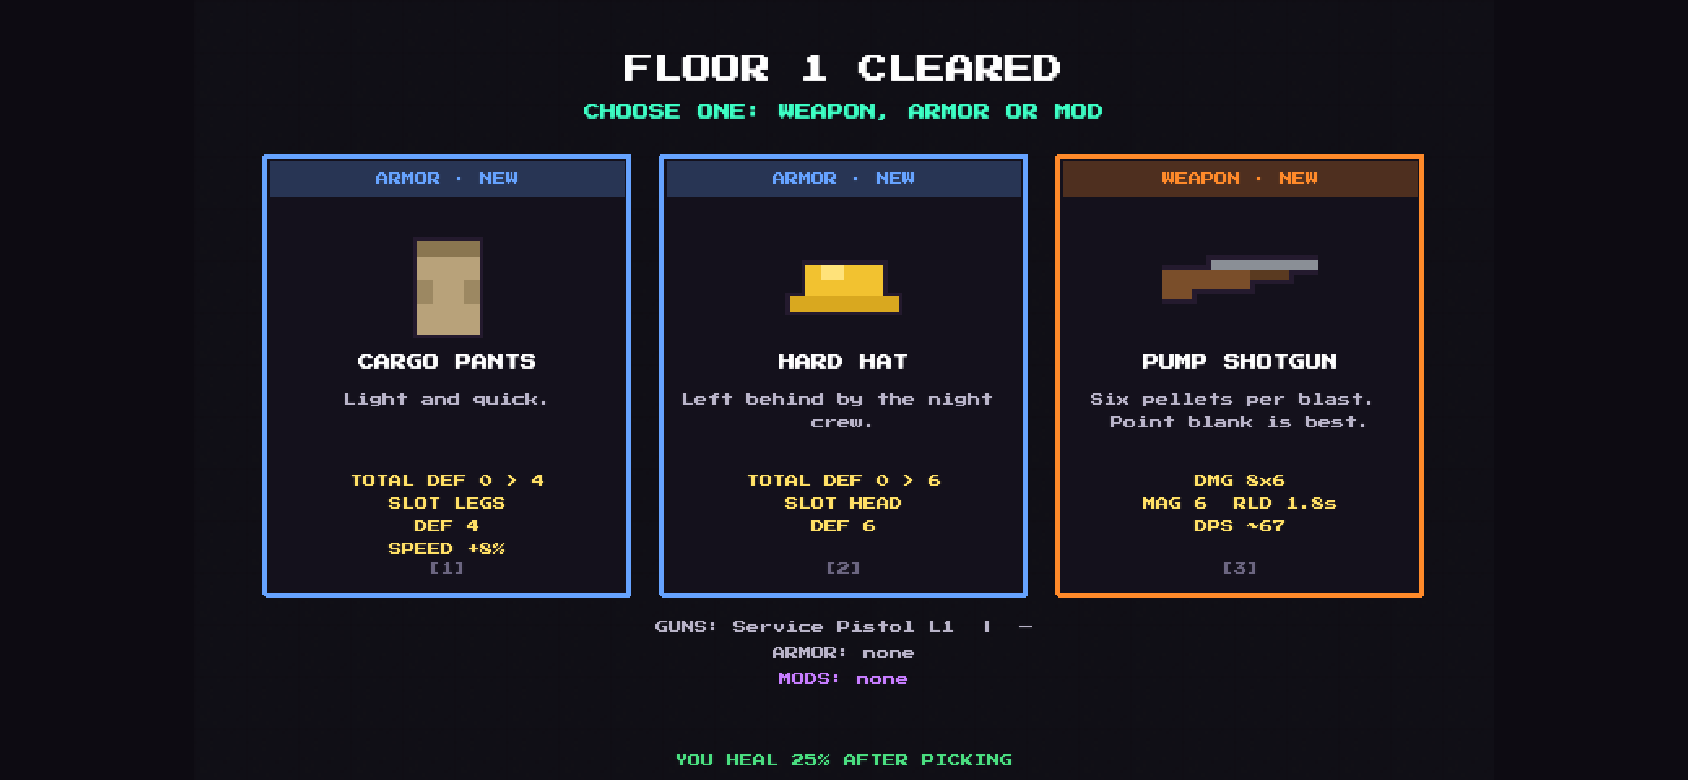 FLOOR 1 CLEARED
CHOOSE ONE: WEAPON, ARMOR OR MOD
ARMOR · NEW
CARGO PANTS
Light and quick.
TOTAL DEF 0 > 4
SLOT LEGS
DEF 4
SPEED +8%
[1]
ARMOR · NEW
HARD HAT
Left behind by the night
crew.
TOTAL DEF 0 > 6
SLOT HEAD
DEF 6
[2]
WEAPON · NEW
PUMP SHOTGUN
Six pellets per blast.
Point blank is best.
DMG 8x6
MAG 6 RLD 1.8s
DPS ~67
[3]
GUNS: Service Pistol L1 | —
ARMOR: none
MODS: none
YOU HEAL 25% AFTER PICKING